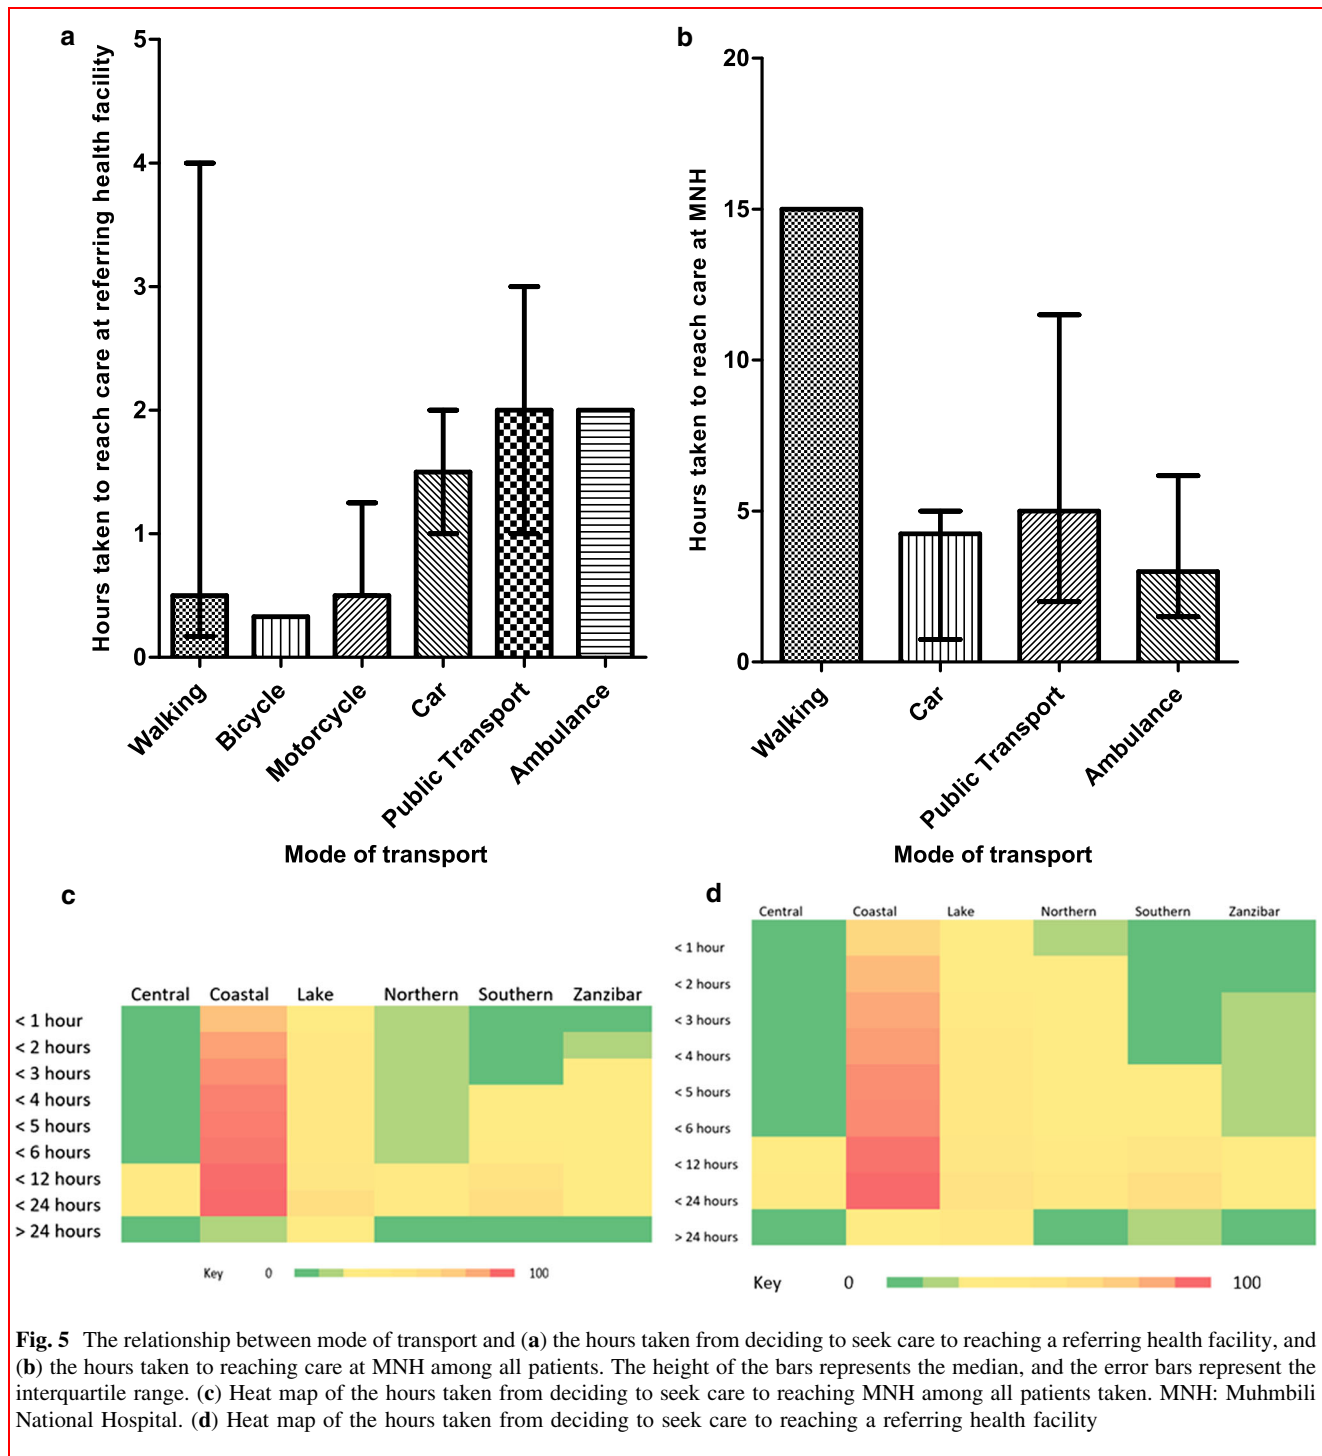 a
Hours taken to reach care at referring health facility
5
4
3
2
1
0
Walking
Bicycle
Motorcycle
Car
Public Transport
Ambulance
Mode of transport
b
Hours taken to reach care at MNH
20
15
10
5
0
Walking
Car
Public Transport
Ambulance
Mode of transport
c
Central Coastal Lake Northern Southern Zanzibar
< 1 hour
< 2 hours
< 3 hours
< 4 hours
< 5 hours
< 6 hours
< 12 hours
< 24 hours
> 24 hours
Key 0 100
d
Central Coastal Lake Northern Southern Zanzibar
< 1 hour
< 2 hours
< 3 hours
< 4 hours
< 5 hours
< 6 hours
< 12 hours
< 24 hours
> 24 hours
Key 0 100
Fig. 5 The relationship between mode of transport and (a) the hours taken from deciding to seek care to reaching a referring health facility, and
(b) the hours taken to reaching care at MNH among all patients. The height of the bars represents the median, and the error bars represent the
interquartile range. (c) Heat map of the hours taken from deciding to seek care to reaching MNH among all patients taken. MNH: Muhmbili
National Hospital. (d) Heat map of the hours taken from deciding to seek care to reaching a referring health facility